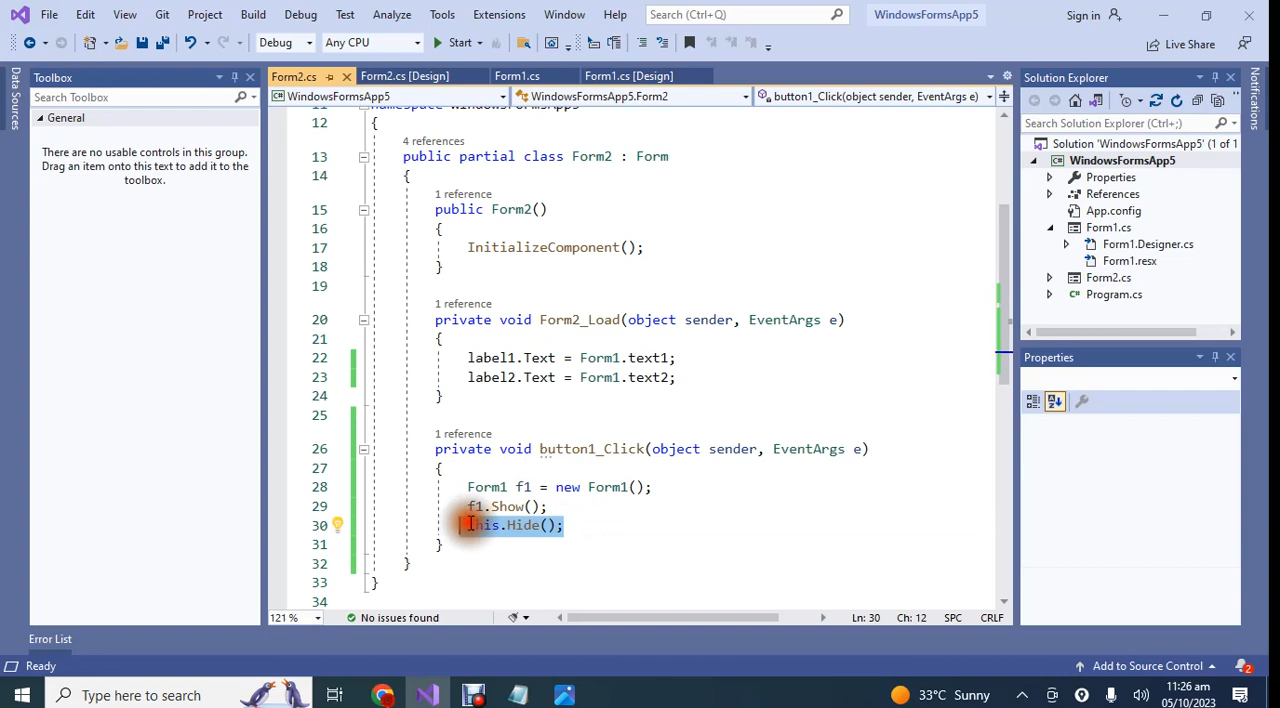 File Edit View Git Project Build Debug Test Analyze Tools Extensions Window Help Search (Ctrl+Q) WindowsFormsApp5 Sign in
Debug Any CPU Start Live Share
Data Sources
Toolbox
Search Toolbox
General
There are no usable controls in this group.
Drag an item onto this text to add it to the
toolbox.
Form2.cs Form2.cs [Design] Form1.cs Form1.cs [Design]
WindowsFormsApp5 WindowsFormsApp5.Form2 button1_Click(object sender, EventArgs e)
12 {
4 references
13 public partial class Form2 : Form
14 {
1 reference
15 public Form2()
16 {
17 InitializeComponent();
18 }
19
1 reference
20 private void Form2_Load(object sender, EventArgs e)
21 {
22 label1.Text = Form1.text1;
23 label2.Text = Form1.text2;
24 }
25
1 reference
26 private void button1_Click(object sender, EventArgs e)
27 {
28 Form1 f1 = new Form1();
29 f1.Show();
30 this.Hide();
31 }
32 }
33 }
34
121 % No issues found Ln: 30 Ch: 12 SPC CRLF
Solution Explorer
Search Solution Explorer (Ctrl+;)
Solution 'WindowsFormsApp5' (1 of 1
WindowsFormsApp5
Properties
References
App.config
Form1.cs
Form1.Designer.cs
Form1.resx
Form2.cs
Program.cs
Properties
Notifications
Error List
Ready Add to Source Control 2
Type here to search 33°C Sunny 11:26 am
05/10/2023